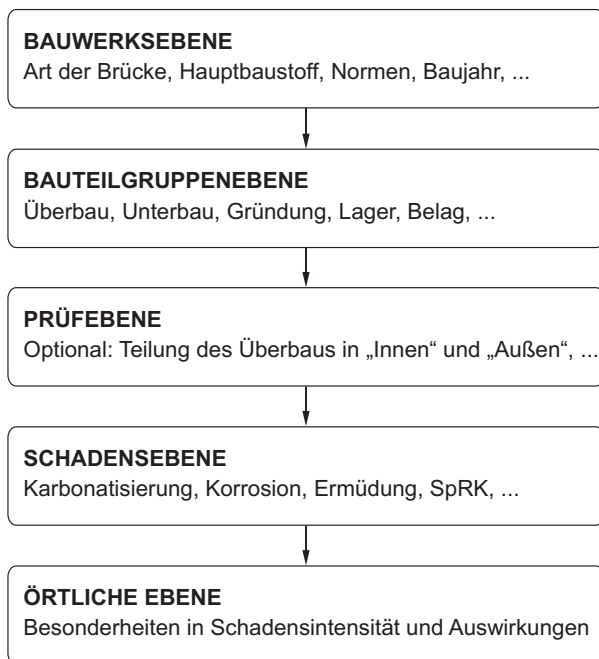 BAUWERKSEBENE
Art der Brücke, Hauptbaustoff, Normen, Baujahr, ...
BAUTEILGRUPPENEBENE
Überbau, Unterbau, Gründung, Lager, Belag, ...
PRÜFEBENE
Optional: Teilung des Überbaus in „Innen“ und „Außen“, ...
SCHADENSEBENE
Karbonatisierung, Korrosion, Ermüdung, SpRK, ...
ÖRTLICHE EBENE
Besonderheiten in Schadensintensität und Auswirkungen